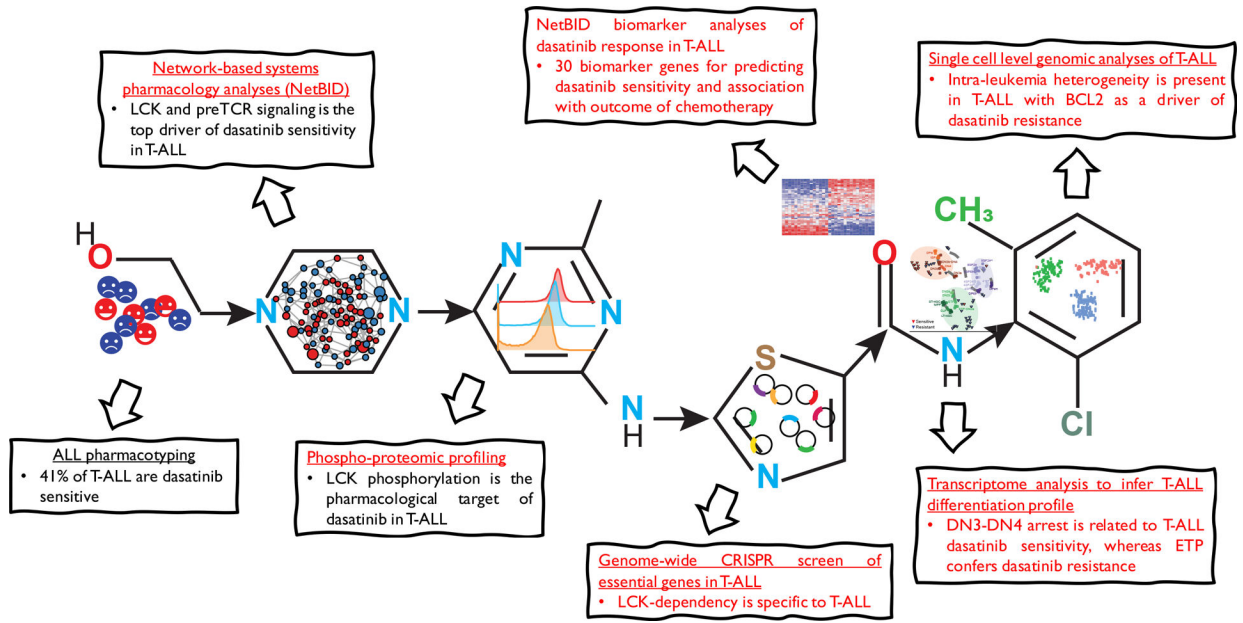 Network-based systems
pharmacology analyses (NetBID)
• LCK and preTCR signaling is the
top driver of dasatinib sensitivity
in T-ALL
NetBID biomarker analyses of
dasatinib response in T-ALL
• 30 biomarker genes for predicting
dasatinib sensitivity and association
with outcome of chemotherapy
Single cell level genomic analyses of T-ALL
• Intra-leukemia heterogeneity is present
in T-ALL with BCL2 as a driver of
dasatinib resistance
H
O
N
N
N
N
N
H
S
N
O
N
H
CH₃
Cl
Sensitive
Resistant
ALL pharmacotyping
• 41% of T-ALL are dasatinib
sensitive
Phospho-proteomic profiling
• LCK phosphorylation is the
pharmacological target of
dasatinib in T-ALL
Genome-wide CRISPR screen of
essential genes in T-ALL
• LCK-dependency is specific to T-ALL
Transcriptome analysis to infer T-ALL
differentiation profile
• DN3-DN4 arrest is related to T-ALL
dasatinib sensitivity, whereas ETP
confers dasatinib resistance